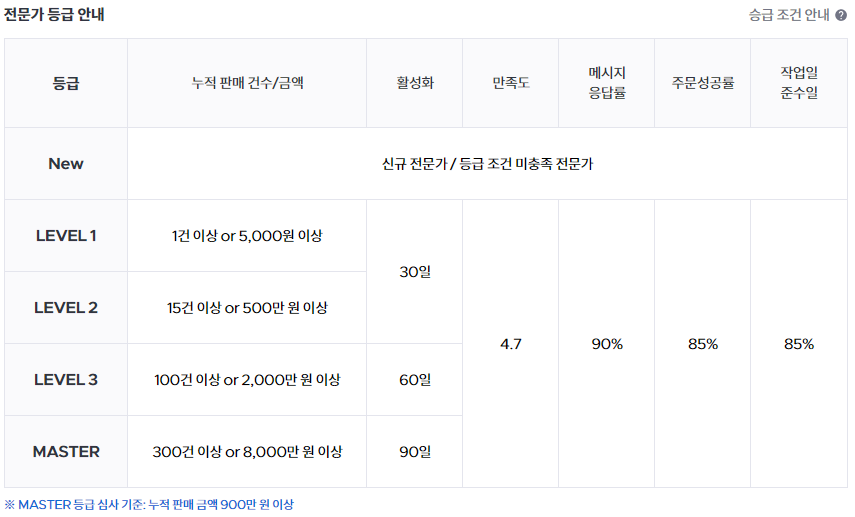 전문가 등급 안내
승급 조건 안내 ?
등급 누적 판매 건수/금액 활성화 만족도 메시지 응답률 주문성공률 작업일 준수일
New 신규 전문가 / 등급 조건 미충족 전문가
LEVEL 1 1건 이상 or 5,000원 이상
30일
LEVEL 2 15건 이상 or 500만 원 이상
4.7 90% 85% 85%
LEVEL 3 100건 이상 or 2,000만 원 이상 60일
MASTER 300건 이상 or 8,000만 원 이상 90일
※ MASTER 등급 심사 기준: 누적 판매 금액 900만 원 이상